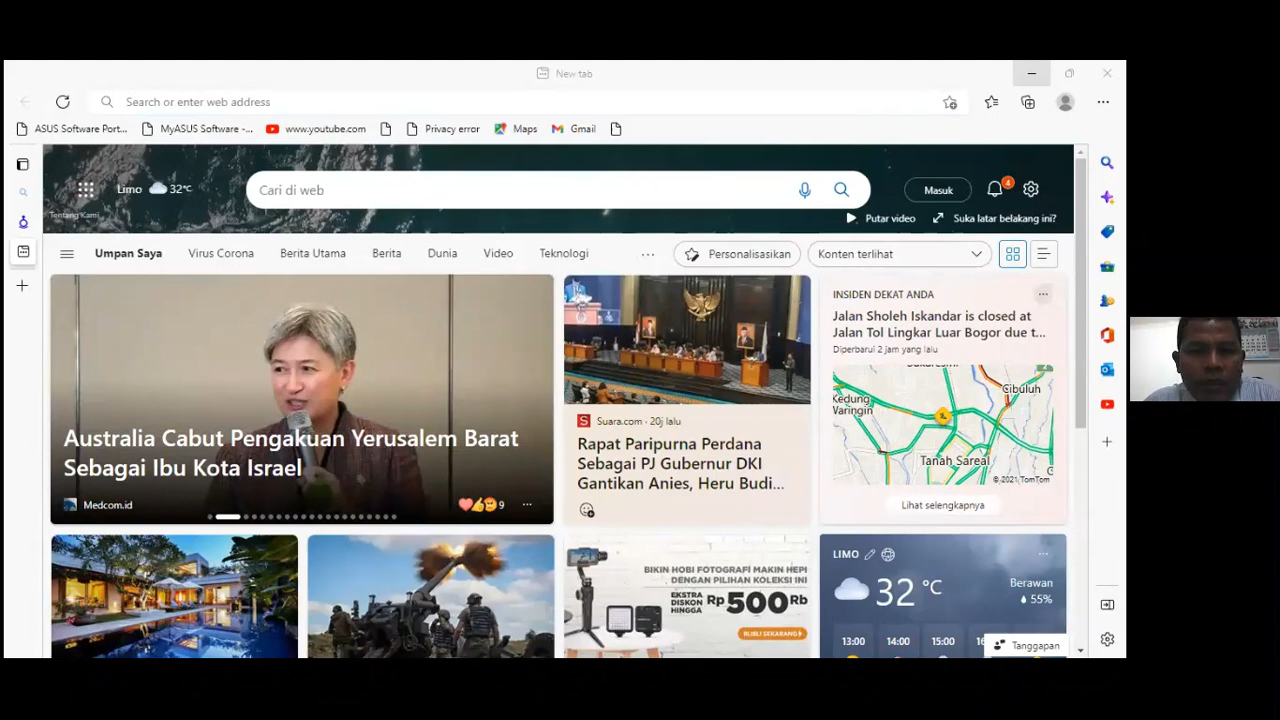 New tab
Search or enter web address
ASUS Software Port...
MyASUS Software -...
www.youtube.com
Privacy error
Maps
Gmail
Limo
32°C
Tentang Kami
Cari di web
Masuk
4
Putar video
Suka latar belakang ini?
Umpan Saya
Virus Corona
Berita Utama
Berita
Dunia
Video
Teknologi
...
Personalisasikan
Konten terlihat
Australia Cabut Pengakuan Yerusalem Barat
Sebagai Ibu Kota Israel
Medcom.id
9
Suara.com · 20j lalu
Rapat Paripurna Perdana
Sebagai PJ Gubernur DKI
Gantikan Anies, Heru Budi...
INSIDEN DEKAT ANDA
Jalan Sholeh Iskandar is closed at
Jalan Tol Lingkar Luar Bogor due t...
Diperbarui 2 jam yang lalu
Cibuluh
Kedung
Waringin
Tanah Sareal
© 2021 TomTom
Lihat selengkapnya
BIKIN HOBI FOTOGRAFI MAKIN HEPI
DENGAN PILIHAN KOLEKSI INI
EKSTRA
DISKON
HINGGA
Rp 500 Rb
BLIBLI SEKARANG
LIMO
32 °C
Berawan
55%
13:00
14:00
15:00
Tanggapan